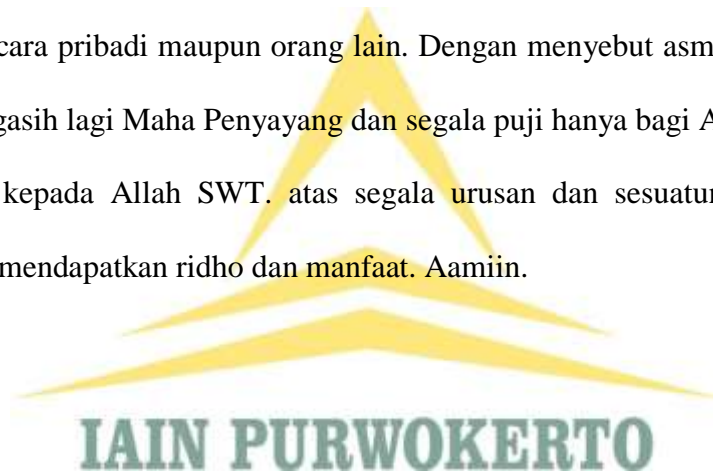 cara pribadi maupun orang lain. Dengan menyebut asm
gasih lagi Maha Penyayang dan segala puji hanya bagi A
kepada Allah SWT. atas segala urusan dan sesuatu
mendapatkan ridho dan manfaat. Aamiin.
IAIN PURWOKERTO